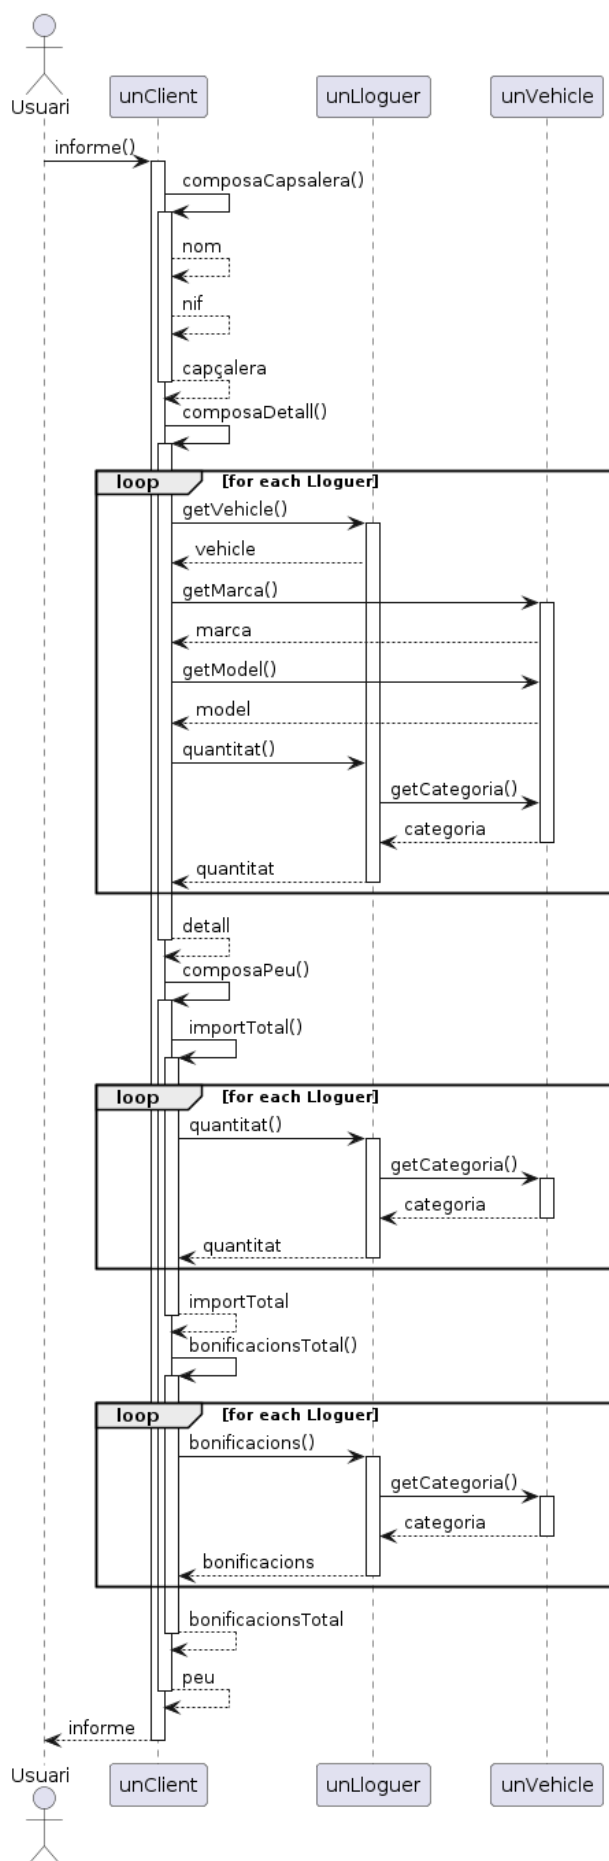 Usuari
unClient
unLloguer
unVehicle
informe()
composaCapsalera()
nom
nif
capçalera
composaDetall()
loop
[for each Lloguer]
getVehicle()
vehicle
getMarca()
marca
getModel()
model
quantitat()
getCategoria()
categoria
quantitat
detall
composaPeu()
importTotal()
loop
[for each Lloguer]
quantitat()
getCategoria()
categoria
quantitat
importTotal
bonificacionsTotal()
loop
[for each Lloguer]
bonificacions()
getCategoria()
categoria
bonificacions
bonificacionsTotal
peu
informe
Usuari
unClient
unLloguer
unVehicle